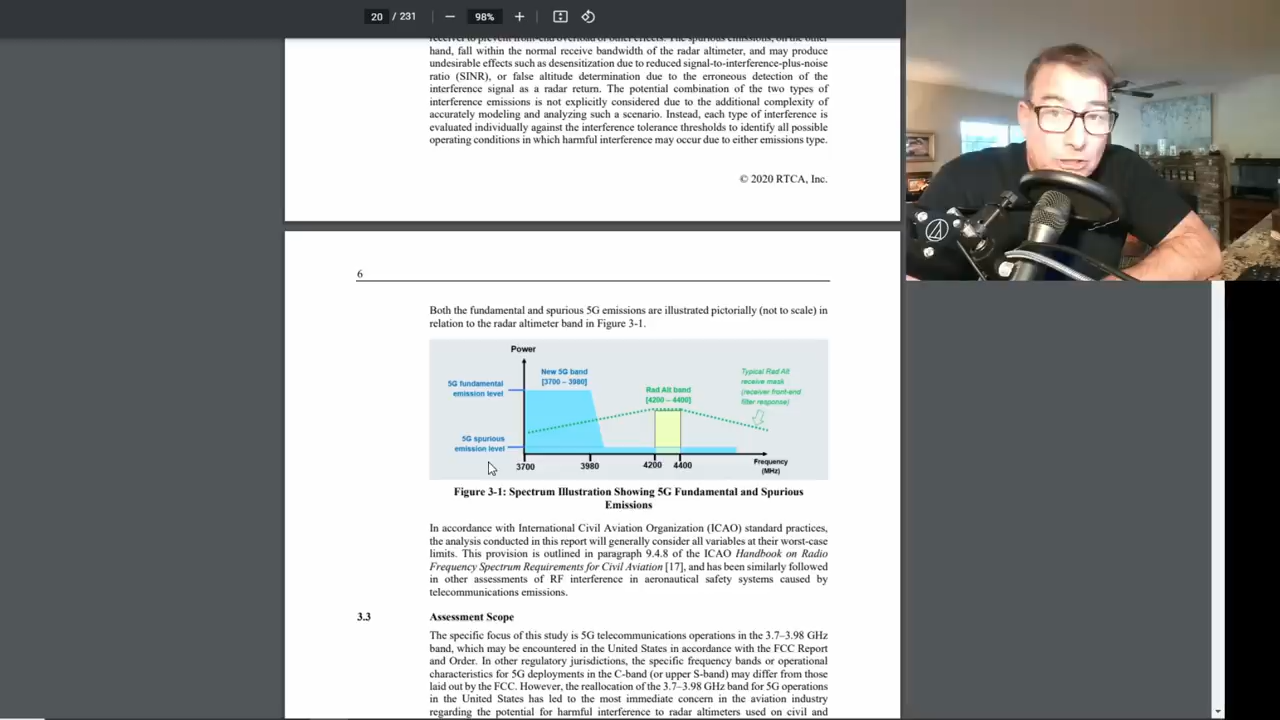 20 / 231
98%
receiver to prevent front-end overload or other effects. The spurious emissions, on the other
hand, fall within the normal receive bandwidth of the radar altimeter, and may produce
undesirable effects such as desensitization due to reduced signal-to-interference-plus-noise
ratio (SINR), or false altitude determination due to the erroneous detection of the
interference signal as a radar return. The potential combination of the two types of
interference emissions is not explicitly considered due to the additional complexity of
accurately modeling and analyzing such a scenario. Instead, each type of interference is
evaluated individually against the interference tolerance thresholds to identify all possible
operating conditions in which harmful interference may occur due to either emissions type.
© 2020 RTCA, Inc.
6
Both the fundamental and spurious 5G emissions are illustrated pictorially (not to scale) in
relation to the radar altimeter band in Figure 3-1.
Power
New 5G band
[3700 – 3980]
5G fundamental
emission level
Rad Alt band
[4200 – 4400]
Typical Rad Alt
receive mask
(receiver front-end
filter response)
5G spurious
emission level
3700
3980
4200
4400
Frequency
(MHz)
Figure 3-1: Spectrum Illustration Showing 5G Fundamental and Spurious
Emissions
In accordance with International Civil Aviation Organization (ICAO) standard practices,
the analysis conducted in this report will generally consider all variables at their worst-case
limits. This provision is outlined in paragraph 9.4.8 of the ICAO Handbook on Radio
Frequency Spectrum Requirements for Civil Aviation [17], and has been similarly followed
in other assessments of RF interference in aeronautical safety systems caused by
telecommunications emissions.
3.3 Assessment Scope
The specific focus of this study is 5G telecommunications operations in the 3.7–3.98 GHz
band, which may be encountered in the United States in accordance with the FCC Report
and Order. In other regulatory jurisdictions, the specific frequency bands or operational
characteristics for 5G deployments in the C-band (or upper S-band) may differ from those
laid out by the FCC. However, the reallocation of the 3.7–3.98 GHz band for 5G operations
in the United States has led to the most immediate concern in the aviation industry
regarding the potential for harmful interference to radar altimeters used on civil and